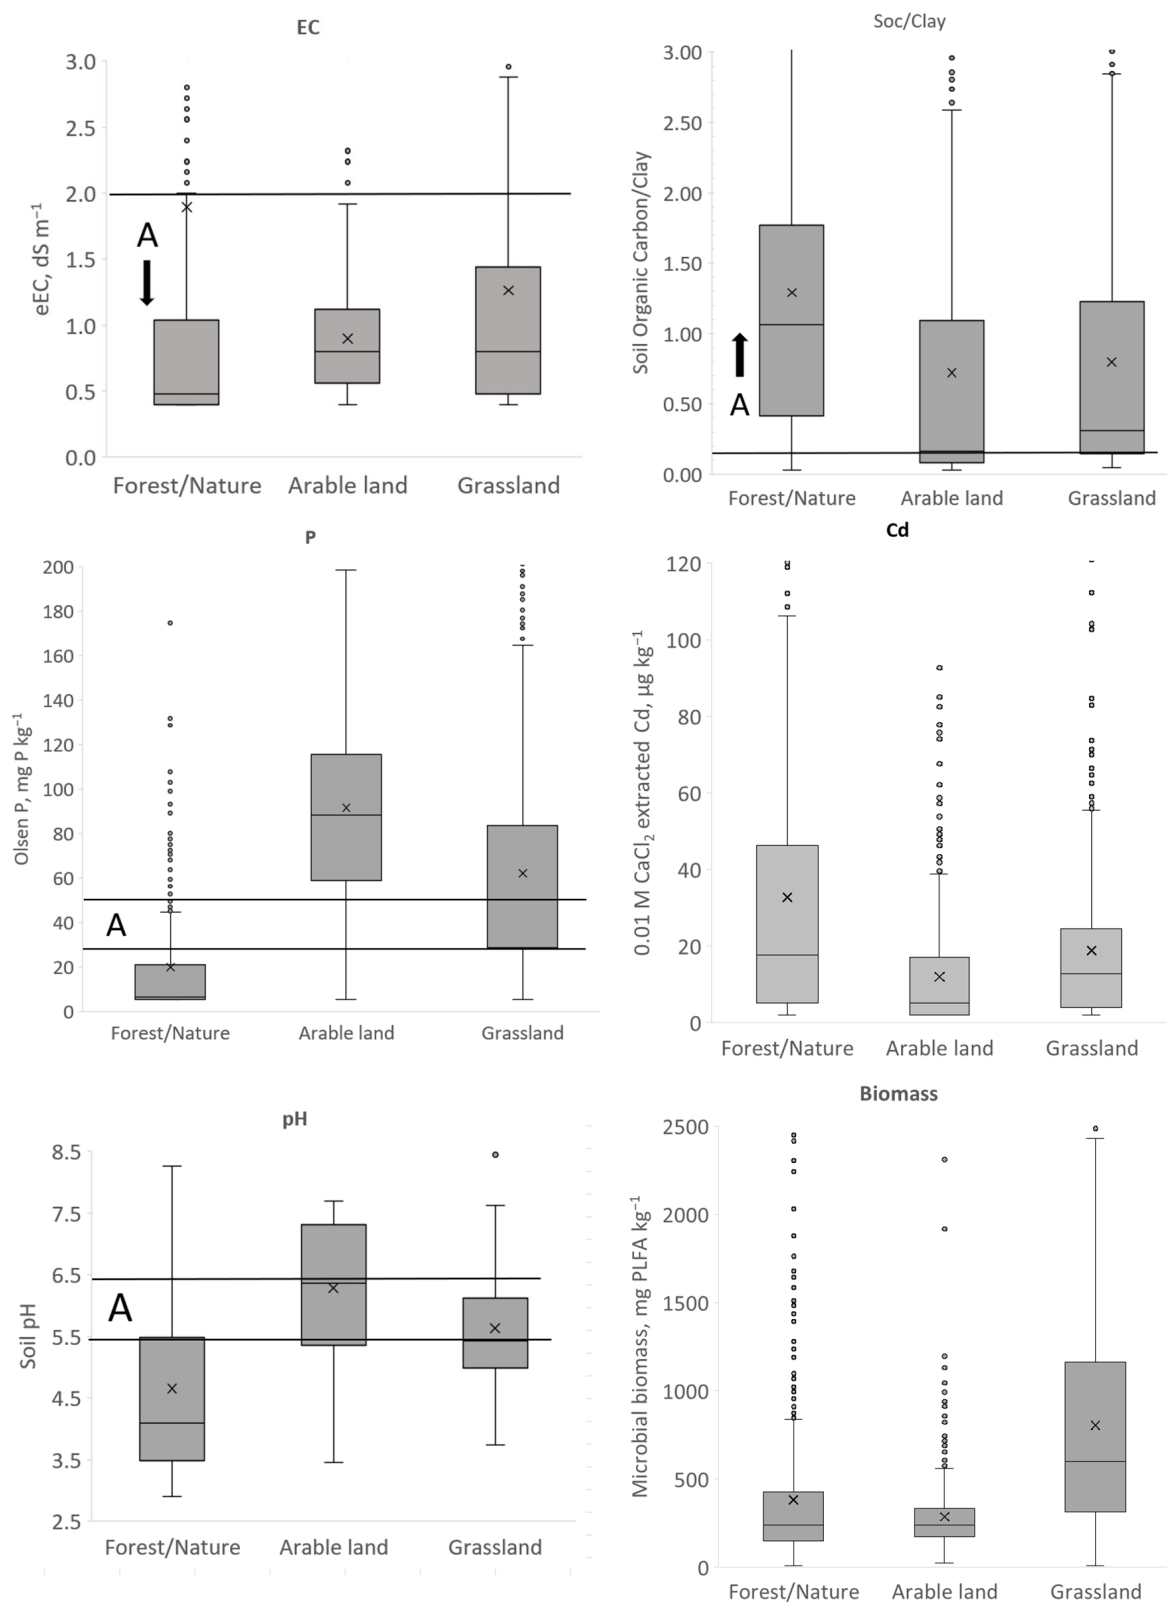 EC
3.0
2.5
2.0
1.5
1.0
0.5
0.0
eEC, dS m⁻¹
A
Forest/Nature Arable land Grassland
Soc/Clay
3.00
2.50
2.00
1.50
1.00
0.50
0.00
Soil Organic Carbon/Clay
A
Forest/Nature Arable land Grassland
P
200
180
160
140
120
100
80
60
40
20
0
Olsen P, mg P kg⁻¹
A
Forest/Nature Arable land Grassland
Cd
120
100
80
60
40
20
0
0.01 M CaCl₂ extracted Cd, µg kg⁻¹
Forest/Nature Arable land Grassland
pH
8.5
7.5
6.5
5.5
4.5
3.5
2.5
Soil pH
A
Forest/Nature Arable land Grassland
Biomass
2500
2000
1500
1000
500
0
Microbial biomass, mg PLFA kg⁻¹
Forest/Nature Arable land Grassland